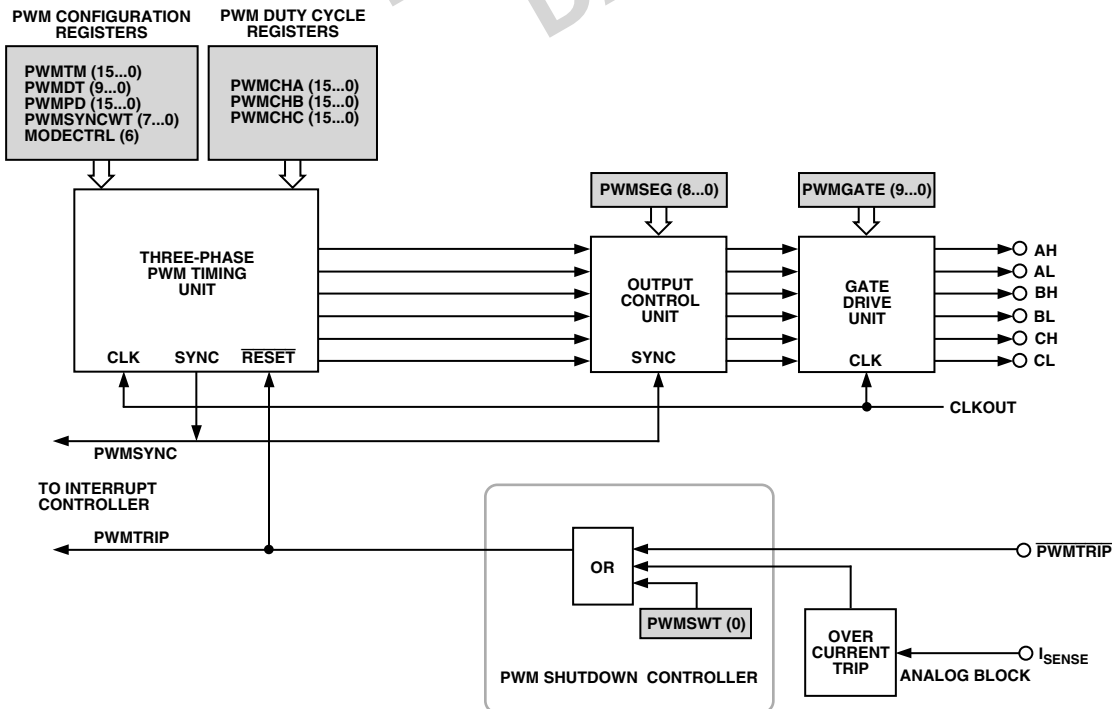 PWM CONFIGURATION
REGISTERS
PWM DUTY CYCLE
REGISTERS
PWMTM (15...0)
PWMDT (9...0)
PWMPD (15...0)
PWMSYNCWT (7...0)
MODECTRL (6)
PWMCHA (15...0)
PWMCHB (15...0)
PWMCHC (15...0)
PWMSEG (8...0)
PWMGATE (9...0)
THREE-PHASE
PWM TIMING
UNIT
CLK SYNC RESET
OUTPUT
CONTROL
UNIT
SYNC
GATE
DRIVE
UNIT
CLK
AH
AL
BH
BL
CH
CL
CLKOUT
PWMSYNC
TO INTERRUPT
CONTROLLER
PWMTRIP
OR
PWMTRIP
PWMSWT (0)
PWM SHUTDOWN CONTROLLER
OVER
CURRENT
TRIP
ISENSE
ANALOG BLOCK